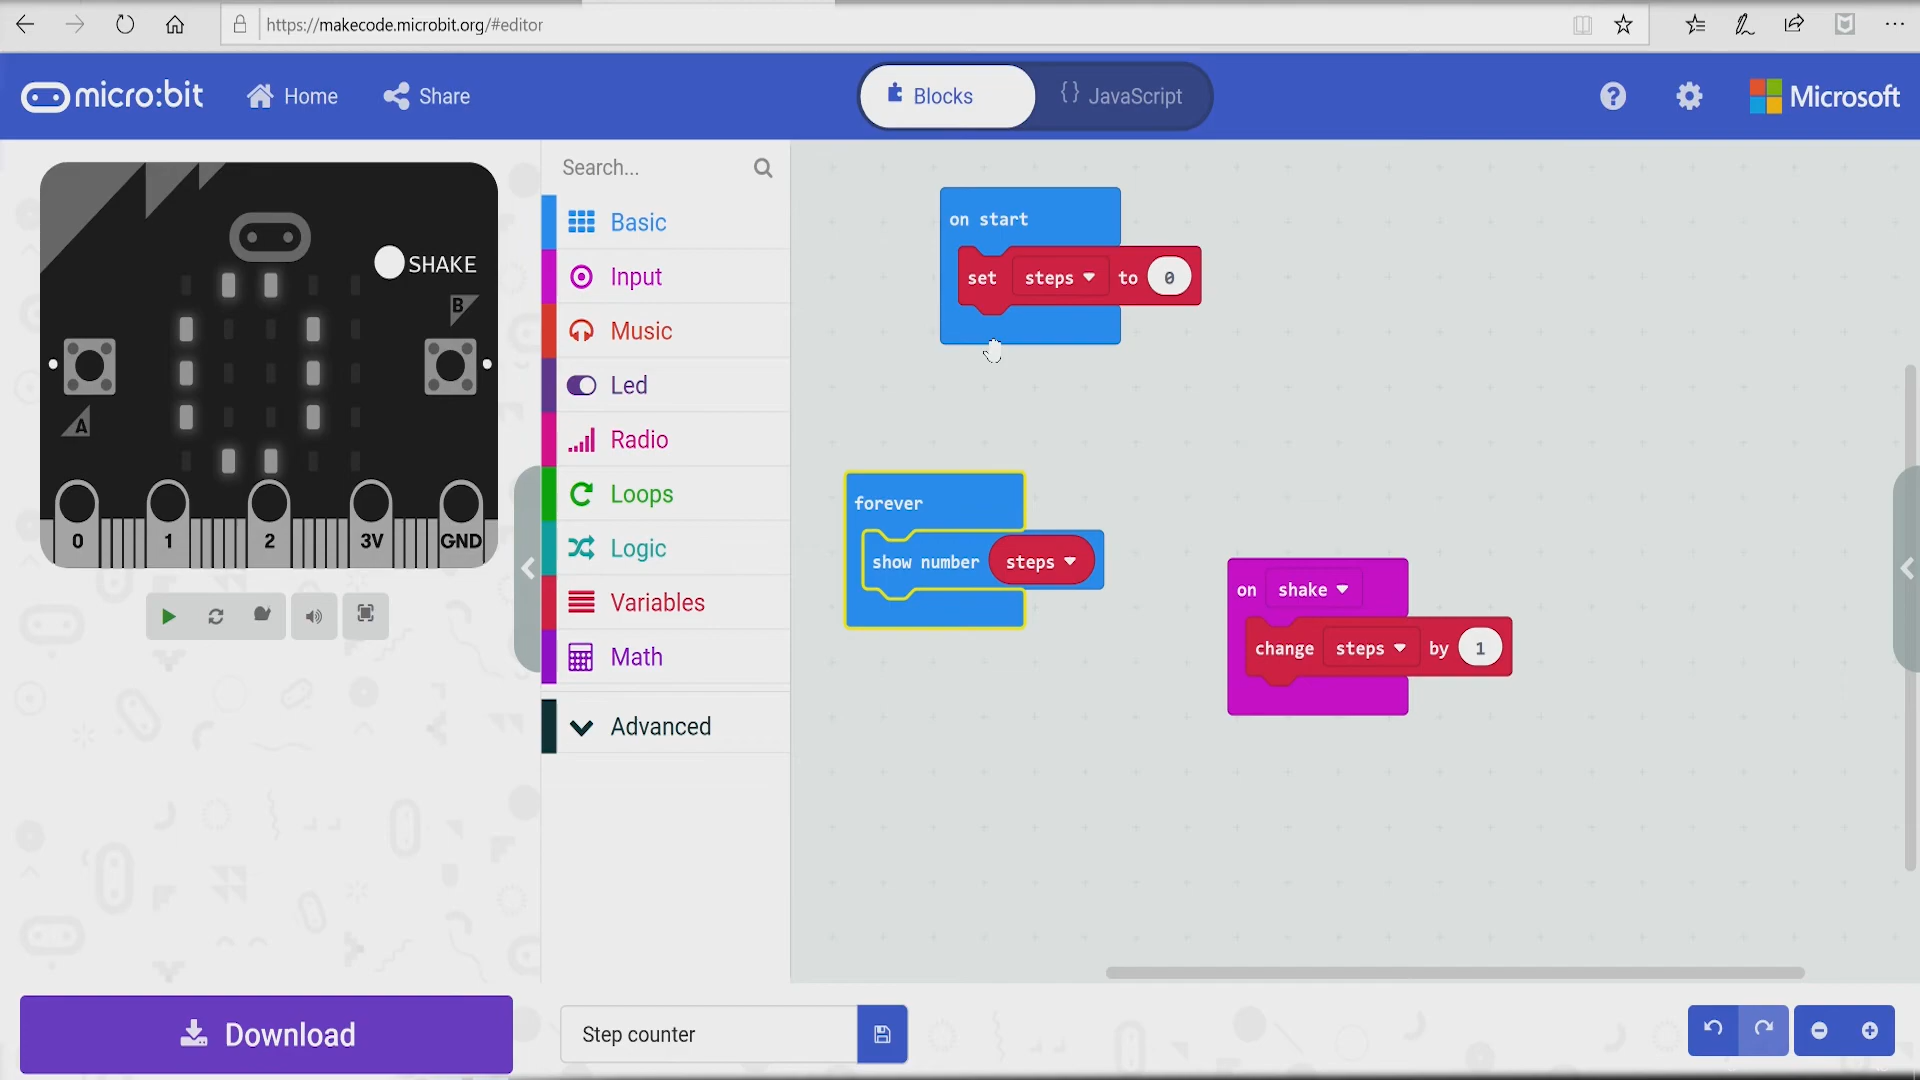 https://makecode.microbit.org/#editor
micro:bit
Home
Share
Blocks
{} JavaScript
?
Microsoft
SHAKE
B
A
0 1 2 3V GND
Search...
Basic
Input
Music
Led
Radio
Loops
Logic
Variables
Math
Advanced
on start
set steps to 0
forever
show number steps
on shake
change steps by 1
Download
Step counter